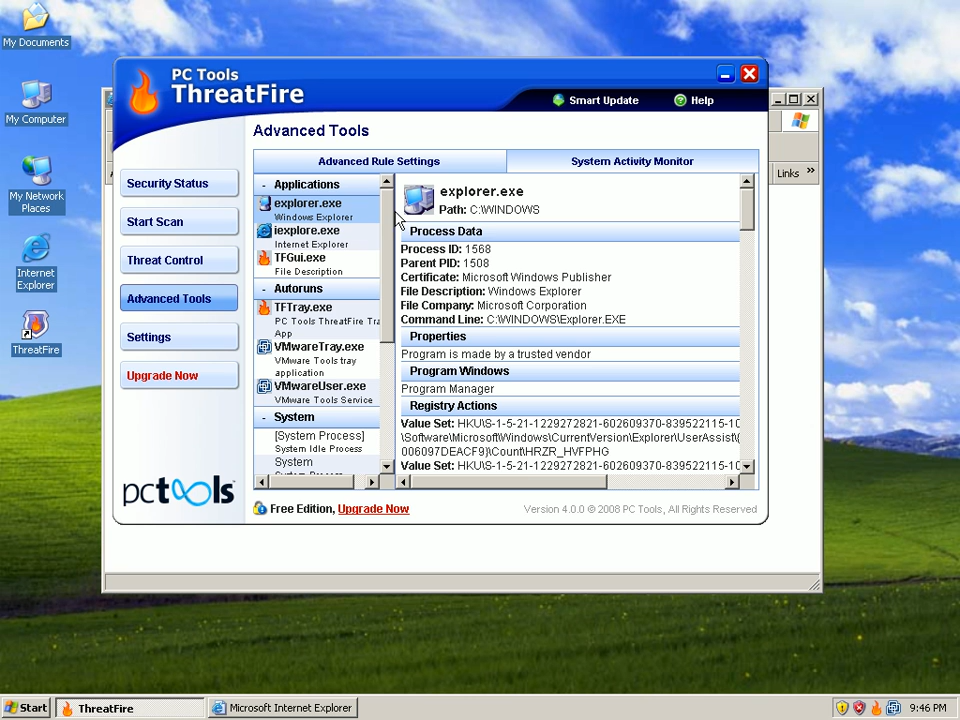 My Documents
My Computer
My Network
Places
Internet
Explorer
ThreatFire
PC Tools
ThreatFire
Smart Update
Help
Links »
Security Status
Start Scan
Threat Control
Advanced Tools
Settings
Upgrade Now
pctools
Advanced Tools
Advanced Rule Settings
System Activity Monitor
- Applications
explorer.exe
Windows Explorer
iexplore.exe
Internet Explorer
TFGui.exe
File Description
- Autoruns
TFTray.exe
PC Tools ThreatFire Tra
App
VMwareTray.exe
VMware Tools tray
application
VMwareUser.exe
VMware Tools Service
- System
[System Process]
System Idle Process
System
System Process
explorer.exe
Path: C:\WINDOWS
Process Data
Process ID: 1568
Parent PID: 1508
Certificate: Microsoft Windows Publisher
File Description: Windows Explorer
File Company: Microsoft Corporation
Command Line: C:\WINDOWS\Explorer.EXE
Properties
Program is made by a trusted vendor
Program Windows
Program Manager
Registry Actions
Value Set: HKU\S-1-5-21-1229272821-602609370-839522115-10
\Software\Microsoft\Windows\CurrentVersion\Explorer\UserAssist\{
006097DEACF9}\Count\HRZR_HVFPHG
Value Set: HKU\S-1-5-21-1229272821-602609370-839522115-10
Free Edition, Upgrade Now
Version 4.0.0 © 2008 PC Tools, All Rights Reserved
Start
ThreatFire
Microsoft Internet Explorer
9:46 PM